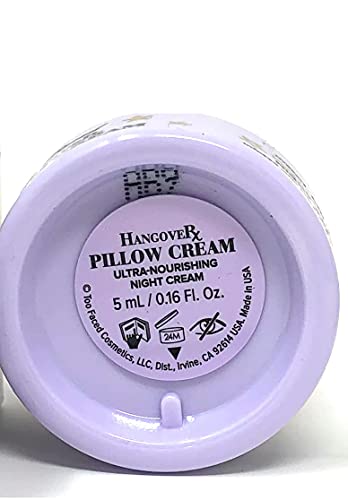 HANGOVERX
PILLOW CREAM
ULTRA-NOURISHING
NIGHT CREAM
5 mL / 0.16 Fl. Oz.
24M
© Too Faced Cosmetics, LLC, Dist., Irvine, CA 92614 USA. Made in USA